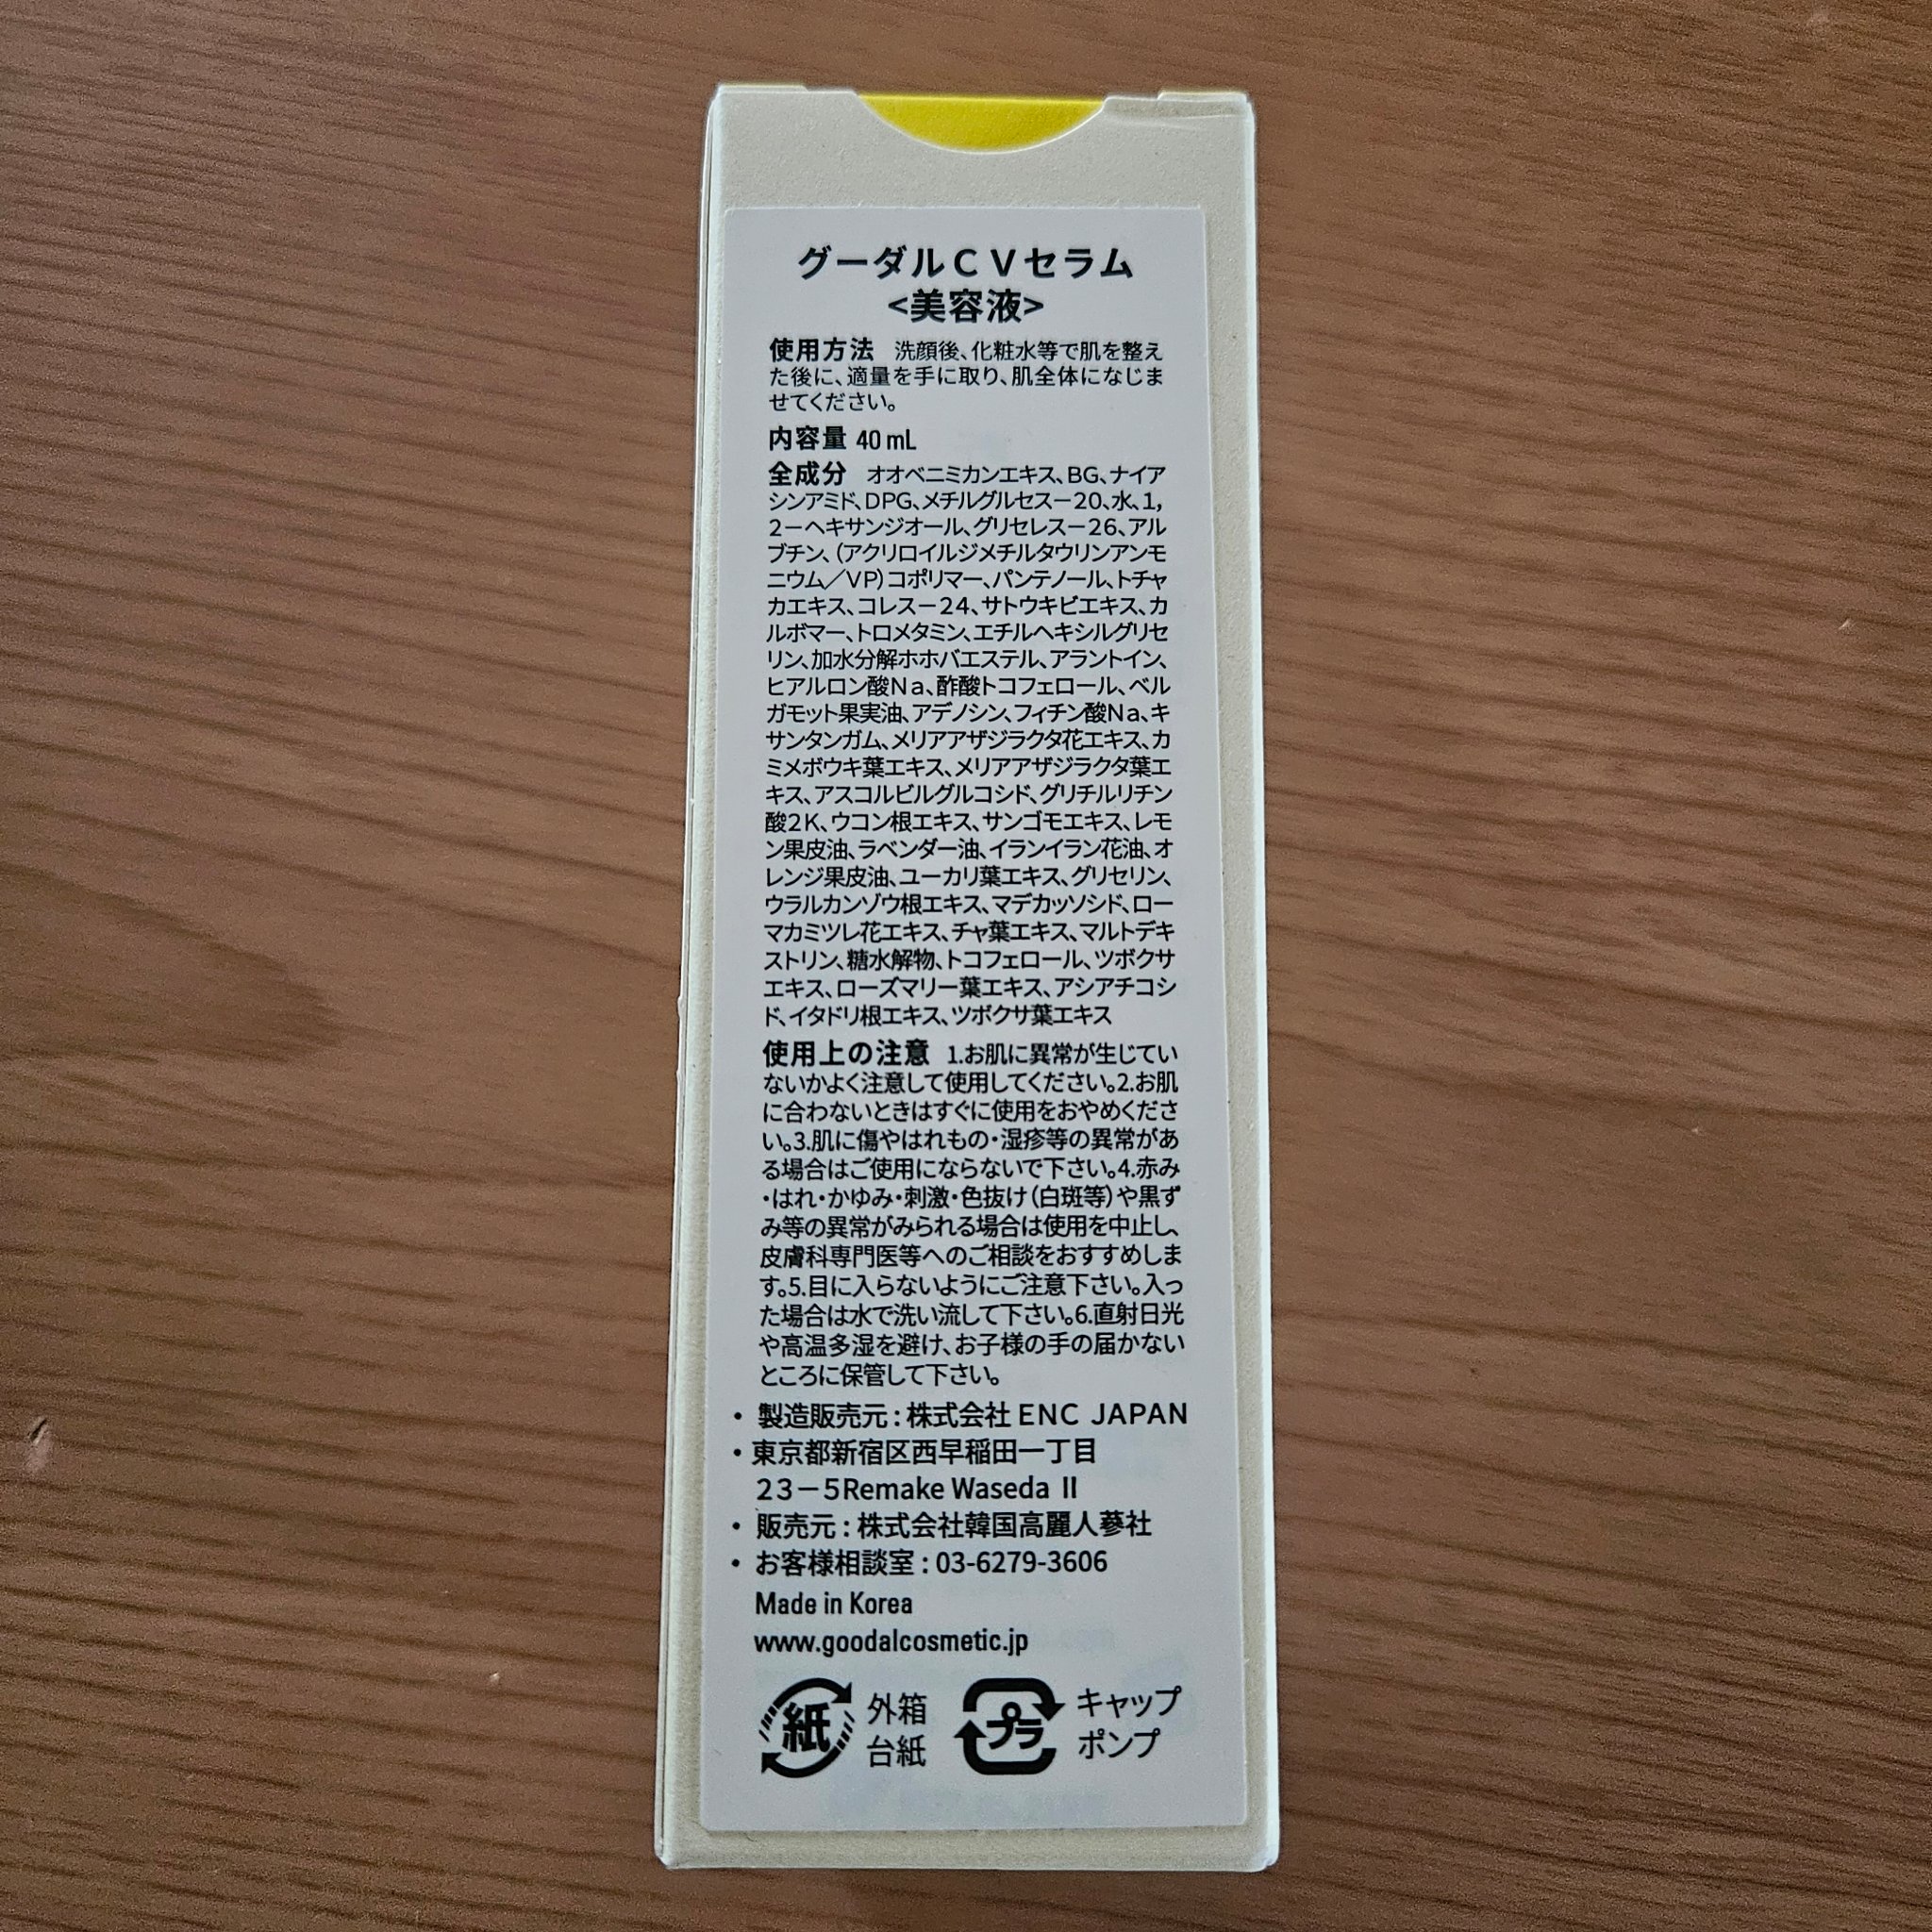 グーダルＣＶセラム
<美容液>
使用方法 洗顔後、化粧水等で肌を整え
た後に、適量を手に取り、肌全体になじま
せてください。
内容量 40 mL
全成分 オオベニミカンエキス、BG、ナイア
シンアミド、DPG、メチルグルセス－20、水、1,
2－ヘキサンジオール、グリセレス－26、アル
ブチン、(アクリロイルジメチルタウリンアンモ
ニウム／VP)コポリマー、パンテノール、トチャ
カエキス、コレス－24、サトウキビエキス、カ
ルボマー、トロメタミン、エチルヘキシルグリセ
リン、加水分解ホホバエステル、アラントイン、
ヒアルロン酸Ｎa、酢酸トコフェロール、ベル
ガモット果実油、アデノシン、フィチン酸Ｎa、キ
サンタンガム、メリアアザジラクタ花エキス、カ
ミメボウキ葉エキス、メリアアザジラクタ葉エ
キス、アスコルビルグルコシド、グリチルリチン
酸2Ｋ、ウコン根エキス、サンゴモエキス、レモ
ン果皮油、ラベンダー油、イランイラン花油、オ
レンジ果皮油、ユーカリ葉エキス、グリセリン、
ウラルカンゾウ根エキス、マデカッソシド、ロー
マカミツレ花エキス、チャ葉エキス、マルトデキ
ストリン、糖水解物、トコフェロール、ツボクサ
エキス、ローズマリー葉エキス、アシアチコシ
ド、イタドリ根エキス、ツボクサ葉エキス
使用上の注意 1.お肌に異常が生じてい
ないかよく注意して使用してください。2.お肌
に合わないときはすぐに使用をおやめくださ
い。3.肌に傷やはれもの・湿疹等の異常があ
る場合はご使用にならないで下さい。4.赤み
・はれ・かゆみ・刺激・色抜け(白斑等)や黒ず
み等の異常がみられる場合は使用を中止し、
皮膚科専門医等へのご相談をおすすめしま
す。5.目に入らないようにご注意下さい。入っ
た場合は水で洗い流して下さい。6.直射日光
や高温多湿を避け、お子様の手の届かない
ところに保管して下さい。
・ 製造販売元 : 株式会社 ENC JAPAN
・東京都新宿区西早稲田一丁目
23－5Remake Waseda Ⅱ
・ 販売元 : 株式会社韓国高麗人蔘社
・ お客様相談室 : 03-6279-3606
Made in Korea
www.goodalcosmetic.jp
紙 外箱 プラ キャップ
台紙 ポンプ